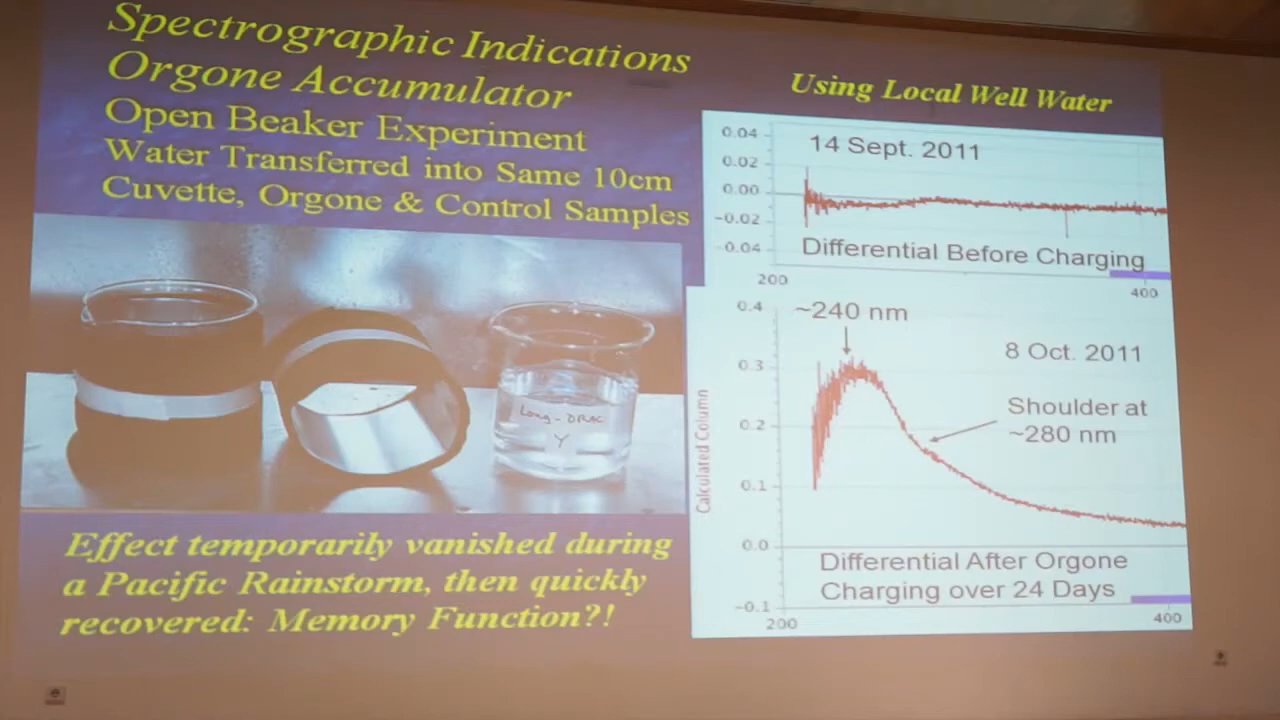 Spectrographic Indications
Orgone Accumulator
Open Beaker Experiment
Water Transferred into Same 10cm
Cuvette, Orgone & Control Samples
Long-ORAC
Y
Effect temporarily vanished during
a Pacific Rainstorm, then quickly
recovered: Memory Function?!
Using Local Well Water
14 Sept. 2011
0.04
0.02
0.00
-0.02
-0.04
Differential Before Charging
200
400
0.4
~240 nm
8 Oct. 2011
0.3
Shoulder at
~280 nm
0.2
Calculated Column
0.1
0.0
Differential After Orgone
Charging over 24 Days
-0.1
200
400